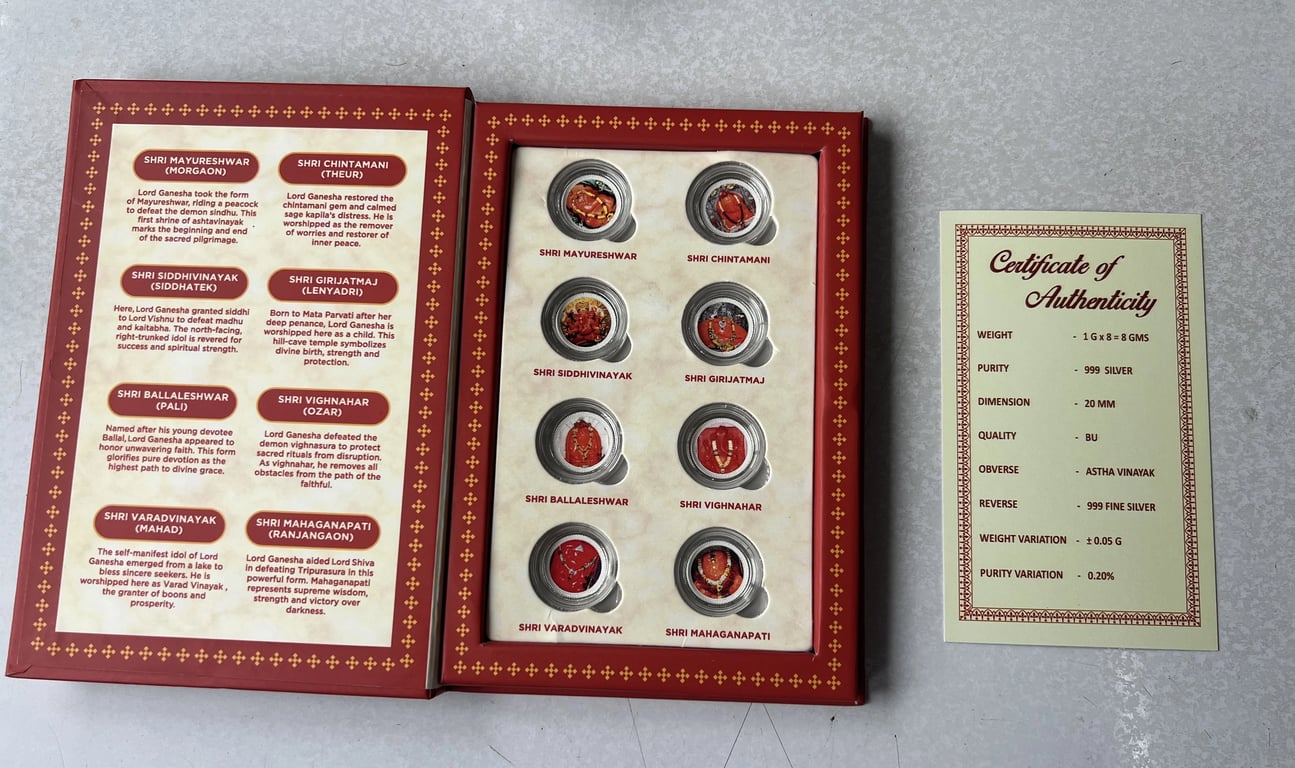 SHRI MAYURESHWAR
(MORGAON)
Lord Ganesha took the form
of Mayureshwar, riding a peacock
to defeat the demon sindhu. This
first shrine of ashtavinayak
marks the beginning and end
of the sacred pilgrimage.
SHRI CHINTAMANI
(THEUR)
Lord Ganesha restored the
chintamani gem and calmed
sage kapila's distress. He is
worshipped as the remover
of worries and restorer of
inner peace.
SHRI SIDDHIVINAYAK
(SIDDHATEK)
Here, Lord Ganesha granted siddhi
to Lord Vishnu to defeat madhu
and kaitabha. The north-facing,
right-trunked idol is revered for
success and spiritual strength.
SHRI GIRIJATMAJ
(LENYADRI)
Born to Mata Parvati after her
deep penance, Lord Ganesha is
worshipped here as a child. This
hill-cave temple symbolizes
divine birth, strength and
protection.
SHRI BALLALESHWAR
(PALI)
Named after his young devotee
Ballal, Lord Ganesha appeared to
honor unwavering faith. This form
glorifies pure devotion as the
highest path to divine grace.
SHRI VIGHNAHAR
(OZAR)
Lord Ganesha defeated the
demon vighnasura to protect
sacred rituals from disruption.
As vighnahar, he removes all
obstacles from the path of the
faithful.
SHRI VARADVINAYAK
(MAHAD)
The self-manifest idol of Lord
Ganesha emerged from a lake to
bless sincere seekers. He is
worshipped here as Varad Vinayak ,
the granter of boons and
prosperity.
SHRI MAHAGANAPATI
(RANJANGAON)
Lord Ganesha aided Lord Shiva
in defeating Tripurasura in this
powerful form. Mahaganapati
represents supreme wisdom,
strength and victory over
darkness.
SHRI MAYURESHWAR
SHRI CHINTAMANI
SHRI SIDDHIVINAYAK
SHRI GIRIJATMAJ
SHRI BALLALESHWAR
SHRI VIGHNAHAR
SHRI VARADVINAYAK
SHRI MAHAGANAPATI
Certificate of
Authenticity
WEIGHT - 1 G x 8 = 8 GMS
PURITY - 999 SILVER
DIMENSION - 20 MM
QUALITY - BU
OBVERSE - ASTHA VINAYAK
REVERSE - 999 FINE SILVER
WEIGHT VARIATION - ± 0.05 G
PURITY VARIATION - 0.20%